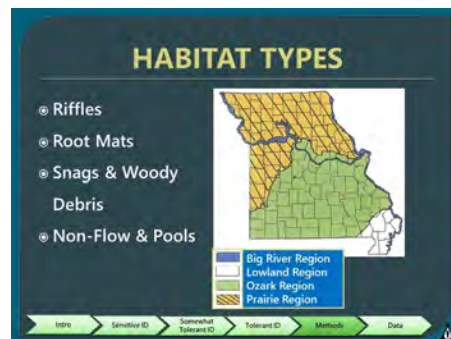 HABITAT TYPES
Riffles
Root Mats
Snags & Woody
Debris
Non-Flow & Pools
Big River Region
Lowland Region
Ozark Region
Prairie Region
Intro
Sensitive ID
Somewhat
Tolerant ID
Tolerant ID
Methods
Data